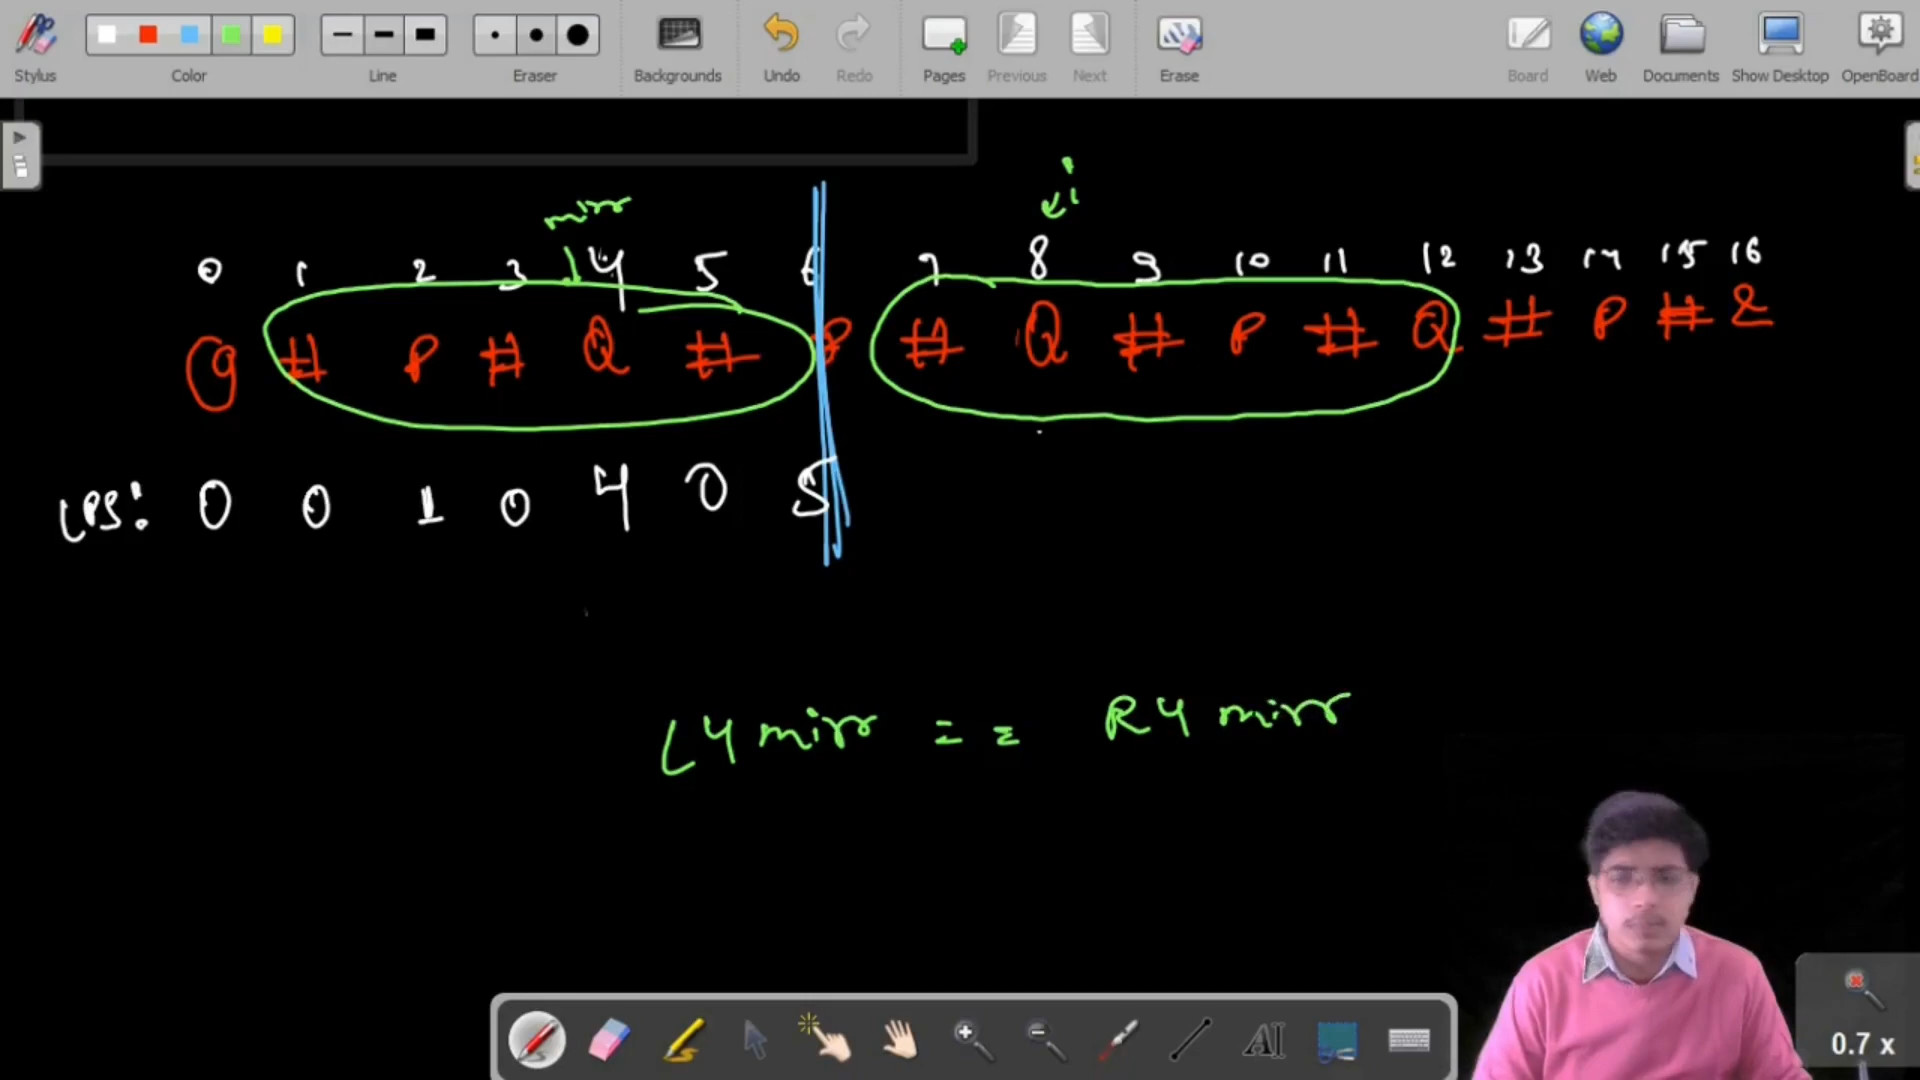 Stylus Color Line Eraser Backgrounds Undo Redo Pages Previous Next Erase Board Web Documents Show Desktop OpenBoard
mirr i
0 1 2 3 4 5 6 7 8 9 10 11 12 13 14 15 16
@ # P # Q # P # Q # P # Q # P # &
LPS: 0 0 1 0 4 0 5
L4 mirr == R4 mirr
AI
0.7 x